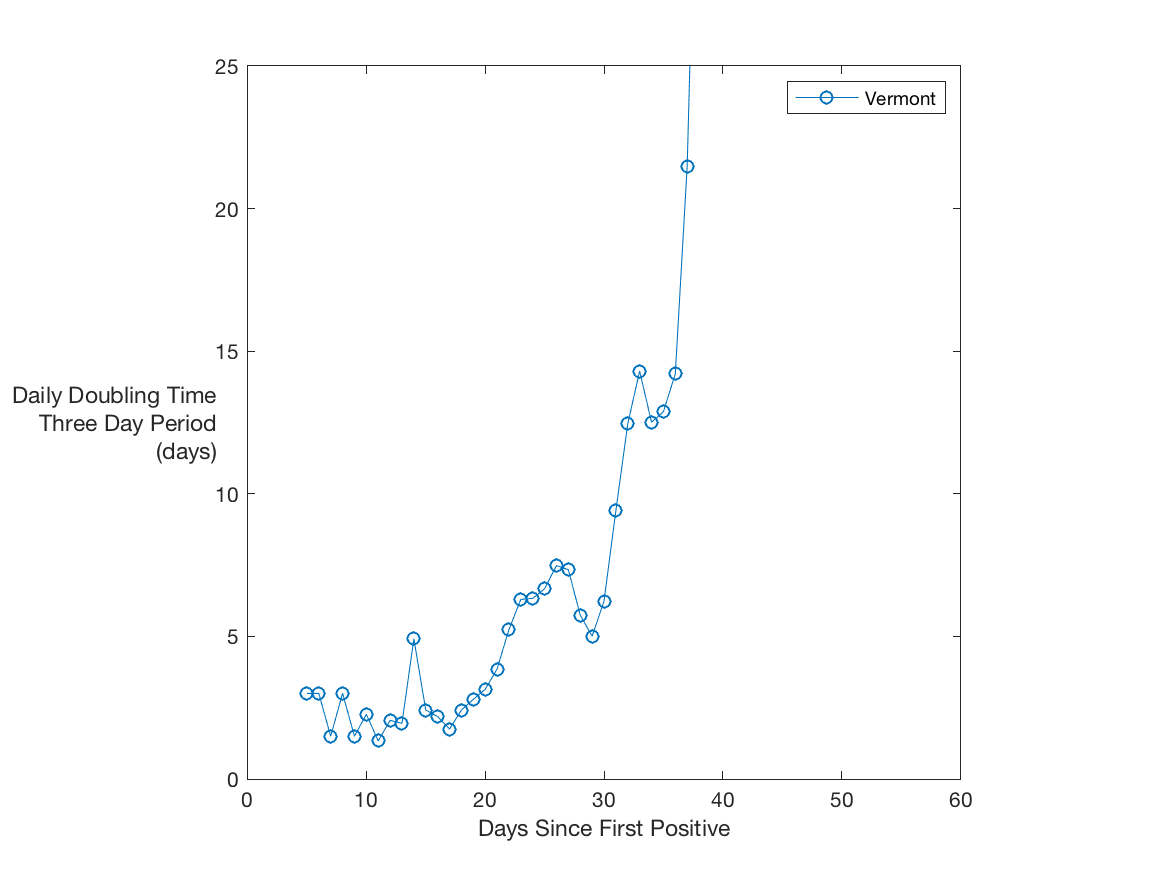 25
20
15
10
5
0
Daily Doubling Time
Three Day Period
(days)
Vermont
0 10 20 30 40 50 60
Days Since First Positive